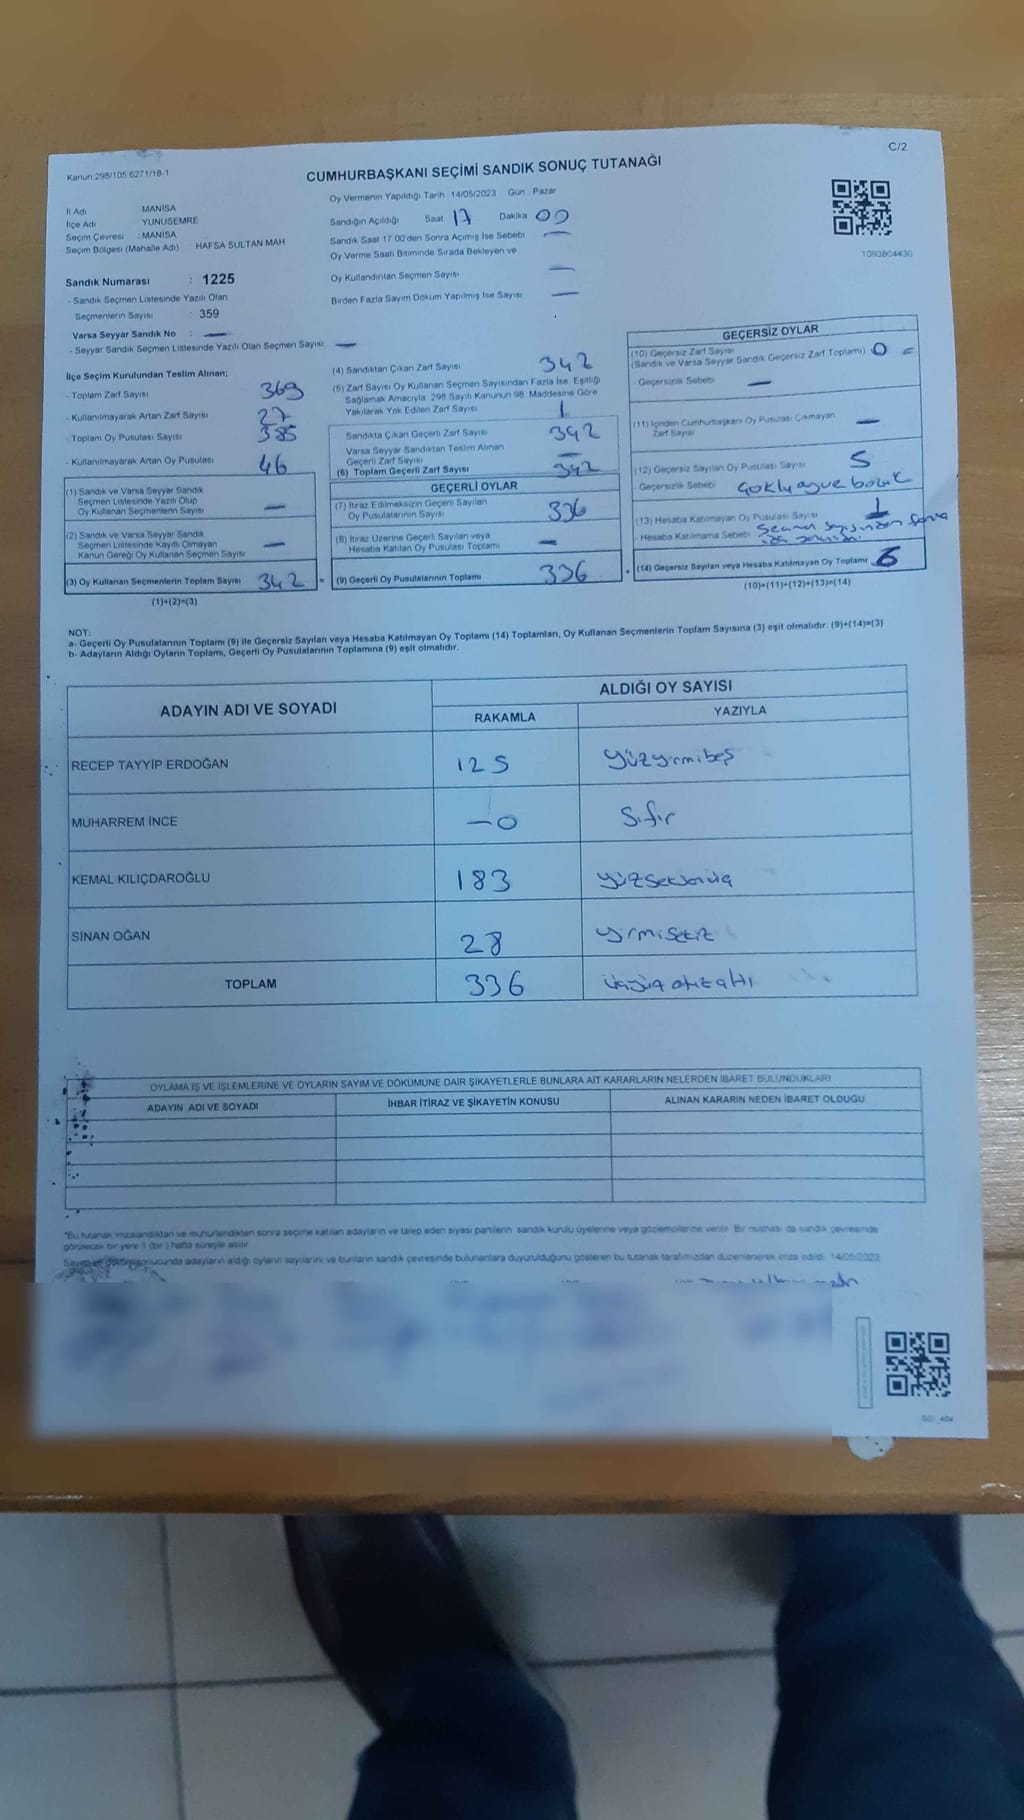 C/2
Kanun 298/105 6271/18-1
CUMHURBAŞKANI SEÇİMİ SANDIK SONUÇ TUTANAĞI
Oy Vermenin Yapıldığı Tarih 14/05/2023 Gün Pazar
İl Adı MANİSA
İlçe Adı YUNUSEMRE
Seçim Çevresi : MANİSA
Seçim Bölgesi (Mahalle Adı) HAFSA SULTAN MAH
Sandık Numarası : 1225
- Sandık Seçmen Listesinde Yazılı Olan
Seçmenlerin Sayısı : 359
Varsa Seyyar Sandık No : —
- Seyyar Sandık Seçmen Listesinde Yazılı Olan Seçmen Sayısı —
Sandığın Açıldığı Saat 17 Dakika 00
Sandık Saat 17:00'den Sonra Açımış İse Sebebi —
Oy Verme Saati Bitiminde Sırada Bekleyen ve
Oy Kullandırılan Seçmen Sayısı —
Birden Fazla Sayım Döküm Yapılmış İse Sayısı —
1093804430
İlçe Seçim Kurulundan Teslim Alınan;
- Toplam Zarf Sayısı 369
- Kullanılmayarak Artan Zarf Sayısı 27
- Toplam Oy Pusulası Sayısı 385
- Kullanılmayarak Artan Oy Pusulası 46
(1) Sandık ve Varsa Seyyar Sandık
Seçmen Listesinde Yazılı Olup
Oy Kullanan Seçmenlerin Sayısı —
(2) Sandık ve Varsa Seyyar Sandık
Seçmen Listesinde Kayıtlı Olmayan
Kanun Gereği Oy Kullanan Seçmen Sayısı —
(3) Oy Kullanan Seçmenlerin Toplam Sayısı 342 =
(1)+(2)=(3)
(4) Sandıktan Çıkan Zarf Sayısı 342
(5) Zarf Sayısı Oy Kullanan Seçmen Sayısından Fazla İse, Eşitliği
Sağlamak Amacıyla, 298 Sayılı Kanunun 98. Maddesine Göre
Yakılarak Yok Edilen Zarf Sayısı 1
Sandıkta Çıkan Geçerli Zarf Sayısı 342
Varsa Seyyar Sandıktan Teslim Alınan
Geçerli Zarf Sayısı —
(6) Toplam Geçerli Zarf Sayısı 342
GEÇERLİ OYLAR
(7) İtiraz Edilmeksizin Geçerli Sayılan
Oy Pusulalarının Sayısı 336
(8) İtiraz Üzerine Geçerli Sayılan veya
Hesaba Katılan Oy Pusulası Toplamı —
(9) Geçerli Oy Pusulalarının Toplamı 336 +
GEÇERSİZ OYLAR
(10) Geçersiz Zarf Sayısı
(Sandık ve Varsa Seyyar Sandık Geçersiz Zarf Toplamı) 0
- Geçersizlik Sebebi —
(11) İçinden Cumhurbaşkanı Oy Pusulası Çıkmayan
Zarf Sayısı —
(12) Geçersiz Sayılan Oy Pusulası Sayısı 5
- Geçersizlik Sebebi
(13) Hesaba Katılmayan Oy Pusulası Sayısı 1
- Hesaba Katılmama Sebebi
(14) Geçersiz Sayılan veya Hesaba Katılmayan Oy Toplamı 6
(10)+(11)+(12)+(13)=(14)
NOT:
a- Geçerli Oy Pusulalarının Toplamı (9) ile Geçersiz Sayılan veya Hesaba Katılmayan Oy Toplamı (14) Toplamları, Oy Kullanan Seçmenlerin Toplam Sayısına (3) eşit olmalıdır. (9)+(14)=(3)
b- Adayların Aldığı Oyların Toplamı, Geçerli Oy Pusulalarının Toplamına (9) eşit olmalıdır.
ADAYIN ADI VE SOYADI ALDIĞI OY SAYISI
RAKAMLA YAZIYLA
RECEP TAYYİP ERDOĞAN 125 yüzyirmibeş
MUHARREM İNCE —0 Sıfır
KEMAL KILIÇDAROĞLU 183
SİNAN OĞAN 28 yirmisekiz
TOPLAM 336
OYLAMA İŞ VE İŞLEMLERİNE VE OYLARIN SAYIM VE DÖKÜMÜNE DAİR ŞİKAYETLERLE BUNLARA AİT KARARLARIN NELERDEN İBARET BULUNDUKLARI
ADAYIN ADI VE SOYADI İHBAR İTİRAZ VE ŞİKAYETİN KONUSU ALINAN KARARIN NEDEN İBARET OLDUĞU
"Bu tutanak imzalandıktan ve mühürlendikten sonra seçime katılan adayların ve talep eden siyasi partilerin sandık kurulu üyelerine veya gözlemcilerine verilir. Bir nüshası da sandık çevresinde
görülecek bir yere 1 (bir) hafta süreyle asılır.
sonucunda adayların aldığı oyların sayılarını ve bunların sandık çevresinde bulunanlara duyurulduğunu gösteren bu tutanak tarafımızdan düzenlenerek imza edildi. 14/05/2023